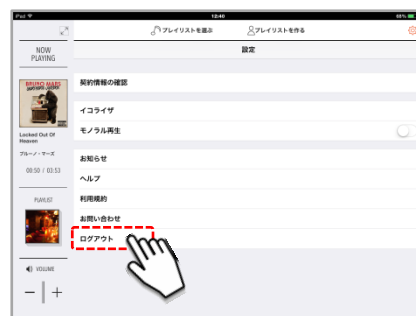 iPad
12:40
88%
プレイリストを選ぶ
プレイリストを作る
NOW
PLAYING
設定
BRUNO MARS
Locked Out Of
Heaven
ブルーノ・マーズ
00:50 / 03:53
PLAYLIST
VOLUME
契約情報の確認
イコライザ
モノラル再生
お知らせ
ヘルプ
利用規約
お問い合わせ
ログアウト